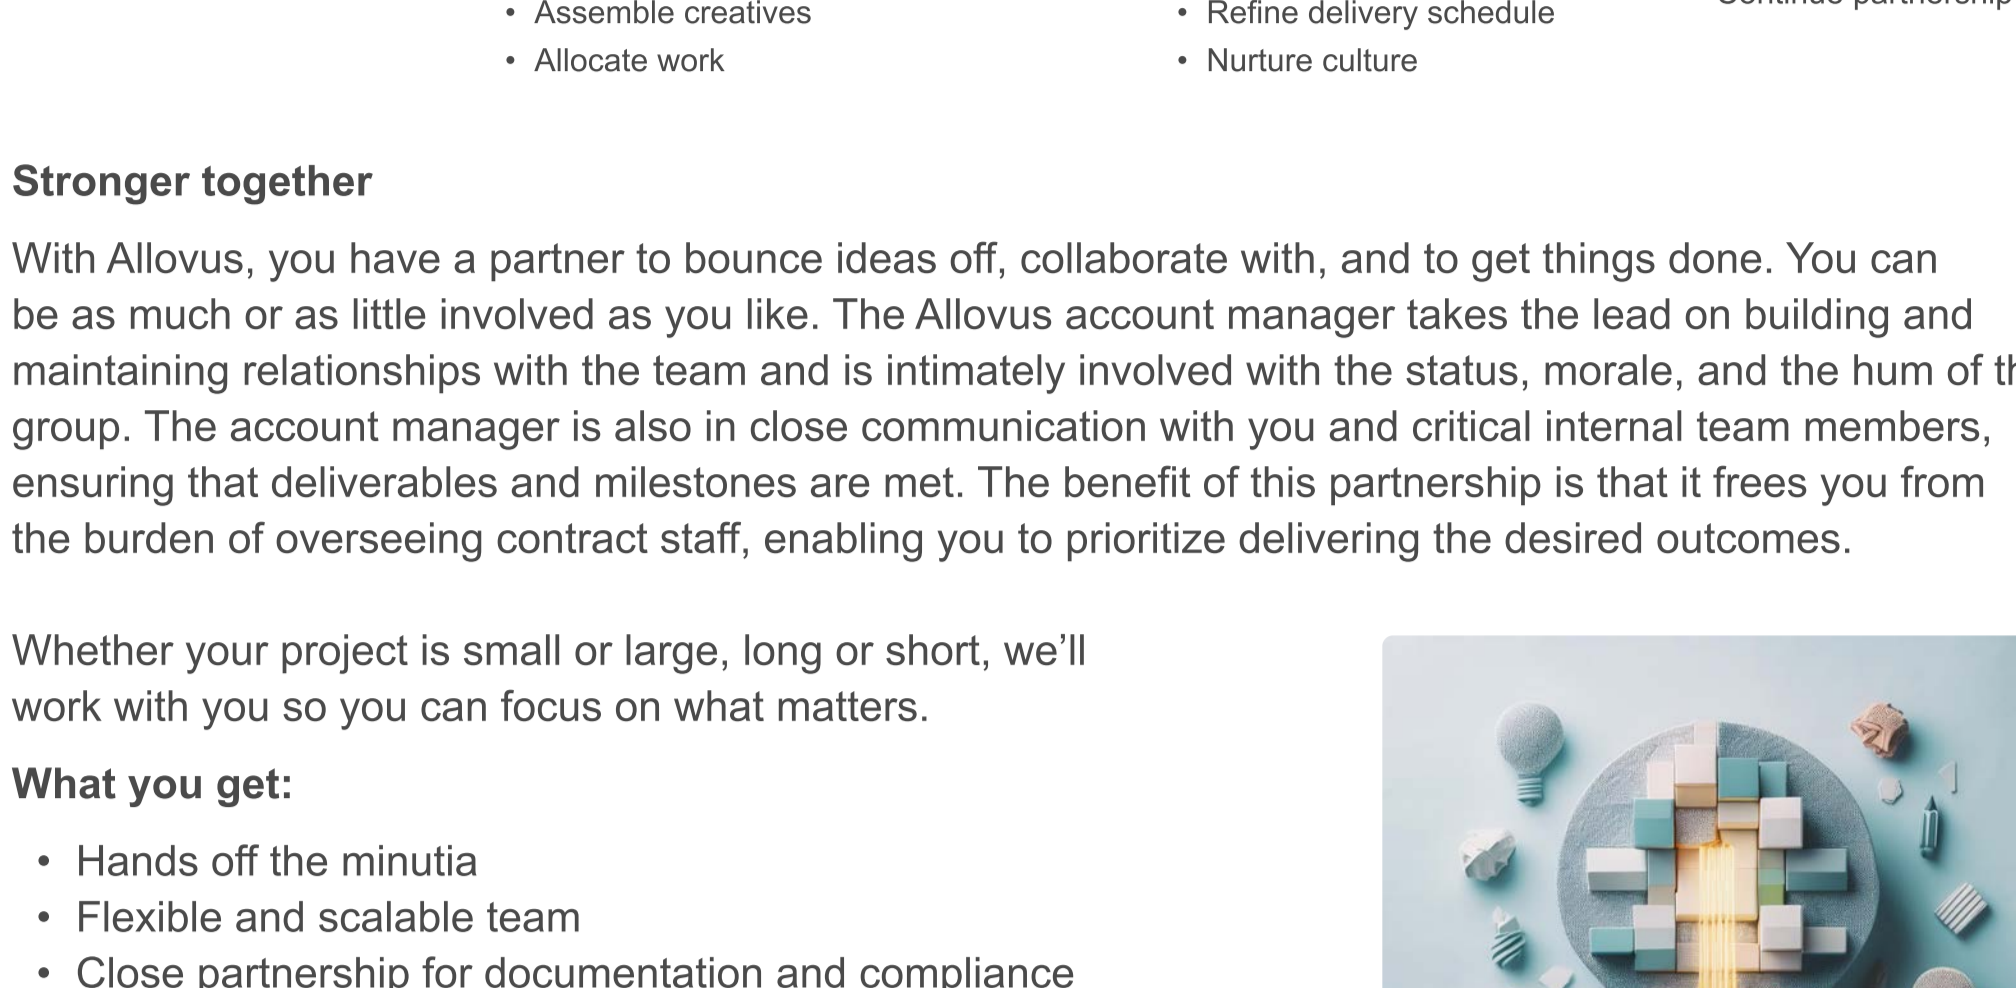 • Assemble creatives
• Allocate work
• Refine delivery schedule
• Nurture culture
Continue partnership
Stronger together
With Allovus, you have a partner to bounce ideas off, collaborate with, and to get things done. You can
be as much or as little involved as you like. The Allovus account manager takes the lead on building and
maintaining relationships with the team and is intimately involved with the status, morale, and the hum of th
group. The account manager is also in close communication with you and critical internal team members,
ensuring that deliverables and milestones are met. The benefit of this partnership is that it frees you from
the burden of overseeing contract staff, enabling you to prioritize delivering the desired outcomes.
Whether your project is small or large, long or short, we’ll
work with you so you can focus on what matters.
What you get:
• Hands off the minutia
• Flexible and scalable team
• Close partnership for documentation and compliance